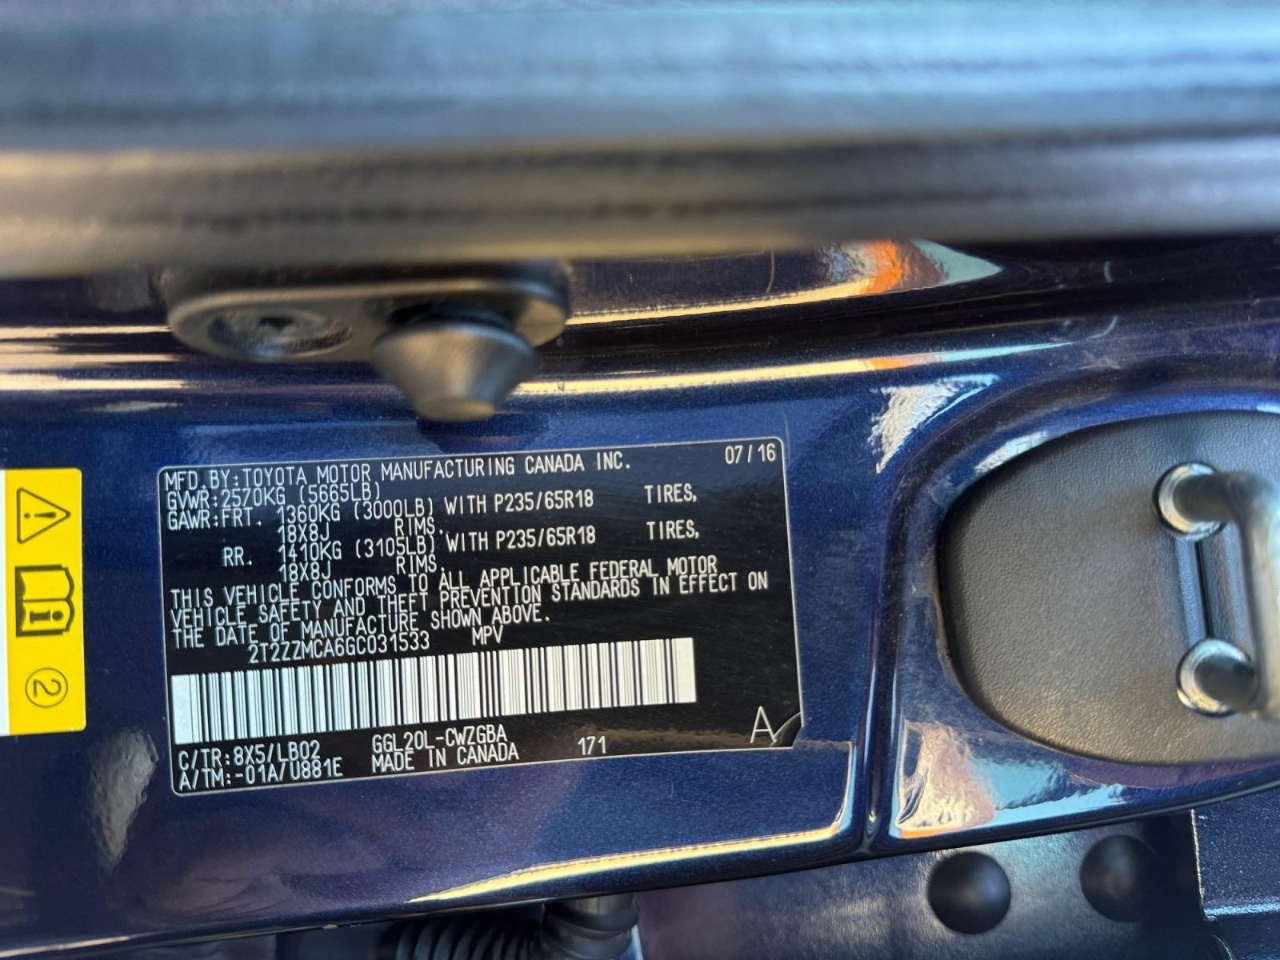 MFD.BY:TOYOTA MOTOR MANUFACTURING CANADA INC. 07/16
GVWR:2570KG (5665LB)
GAWR:FRT. 1360KG (3000LB) WITH P235/65R18 TIRES,
18X8J RIMS.
RR. 1410KG (3105LB) WITH P235/65R18 TIRES,
18X8J RIMS.
THIS VEHICLE CONFORMS TO ALL APPLICABLE FEDERAL MOTOR
VEHICLE SAFETY AND THEFT PREVENTION STANDARDS IN EFFECT ON
THE DATE OF MANUFACTURE SHOWN ABOVE.
2T2ZZMCA6GC031533 MPV
C/TR:8X5/LB02 GGL20L-CWZGBA 171 A
A/TM:-01A/U881E MADE IN CANADA
2